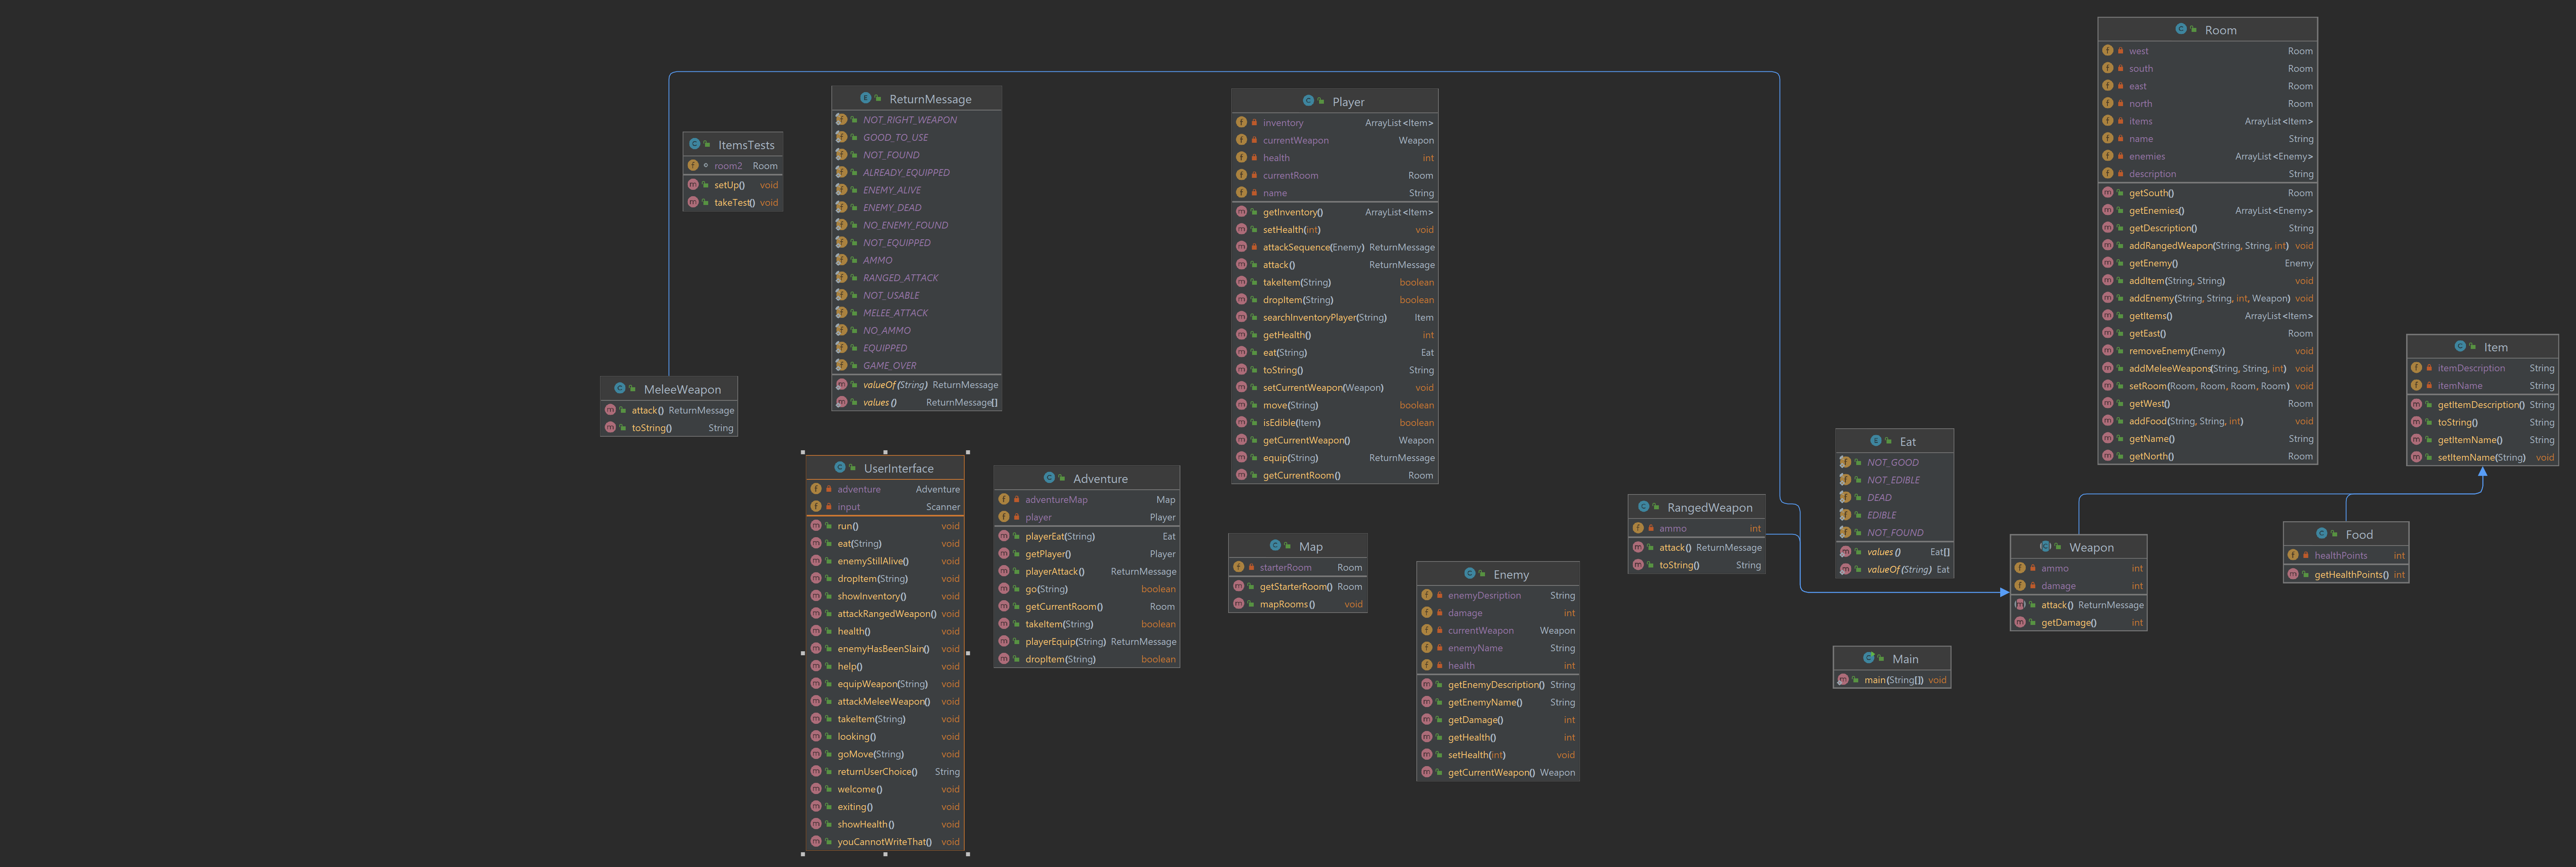 Room
west Room
south Room
east Room
north Room
items ArrayList<Item>
name String
enemies ArrayList<Enemy>
description String
getSouth() Room
getEnemies() ArrayList<Enemy>
getDescription() String
addRangedWeapon(String, String, int) void
getEnemy() Enemy
addItem(String, String) void
addEnemy(String, String, int, Weapon) void
getItems() ArrayList<Item>
getEast() Room
removeEnemy(Enemy) void
addMeleeWeapons(String, String, int) void
setRoom(Room, Room, Room, Room) void
getWest() Room
addFood(String, String, int) void
getName() String
getNorth() Room
ReturnMessage
NOT_RIGHT_WEAPON
GOOD_TO_USE
NOT_FOUND
ALREADY_EQUIPPED
ENEMY_ALIVE
ENEMY_DEAD
NO_ENEMY_FOUND
NOT_EQUIPPED
AMMO
RANGED_ATTACK
NOT_USABLE
MELEE_ATTACK
NO_AMMO
EQUIPPED
GAME_OVER
valueOf(String) ReturnMessage
values() ReturnMessage[]
Player
inventory ArrayList<Item>
currentWeapon Weapon
health int
currentRoom Room
name String
getInventory() ArrayList<Item>
setHealth(int) void
attackSequence(Enemy) ReturnMessage
attack() ReturnMessage
takeItem(String) boolean
dropItem(String) boolean
searchInventoryPlayer(String) Item
getHealth() int
eat(String) Eat
toString() String
setCurrentWeapon(Weapon) void
move(String) boolean
isEdible(Item) boolean
getCurrentWeapon() Weapon
equip(String) ReturnMessage
getCurrentRoom() Room
ItemsTests
room2 Room
setUp() void
takeTest() void
Item
itemDescription String
itemName String
getItemDescription() String
toString() String
getItemName() String
setItemName(String) void
MeleeWeapon
attack() ReturnMessage
toString() String
Eat
NOT_GOOD
NOT_EDIBLE
DEAD
EDIBLE
NOT_FOUND
values() Eat[]
valueOf(String) Eat
UserInterface
adventure Adventure
input Scanner
run() void
eat(String) void
enemyStillAlive() void
dropItem(String) void
showInventory() void
attackRangedWeapon() void
health() void
enemyHasBeenSlain() void
help() void
equipWeapon(String) void
attackMeleeWeapon() void
takeItem(String) void
looking() void
goMove(String) void
returnUserChoice() String
welcome() void
exiting() void
showHealth() void
youCannotWriteThat() void
Adventure
adventureMap Map
player Player
playerEat(String) Eat
getPlayer() Player
playerAttack() ReturnMessage
go(String) boolean
getCurrentRoom() Room
takeItem(String) boolean
playerEquip(String) ReturnMessage
dropItem(String) boolean
RangedWeapon
ammo int
attack() ReturnMessage
toString() String
Food
healthPoints int
getHealthPoints() int
Map
starterRoom Room
getStarterRoom() Room
mapRooms() void
Weapon
ammo int
damage int
attack() ReturnMessage
getDamage() int
Enemy
enemyDesription String
damage int
currentWeapon Weapon
enemyName String
health int
getEnemyDescription() String
getEnemyName() String
getDamage() int
getHealth() int
setHealth(int) void
getCurrentWeapon() Weapon
Main
main(String[]) void